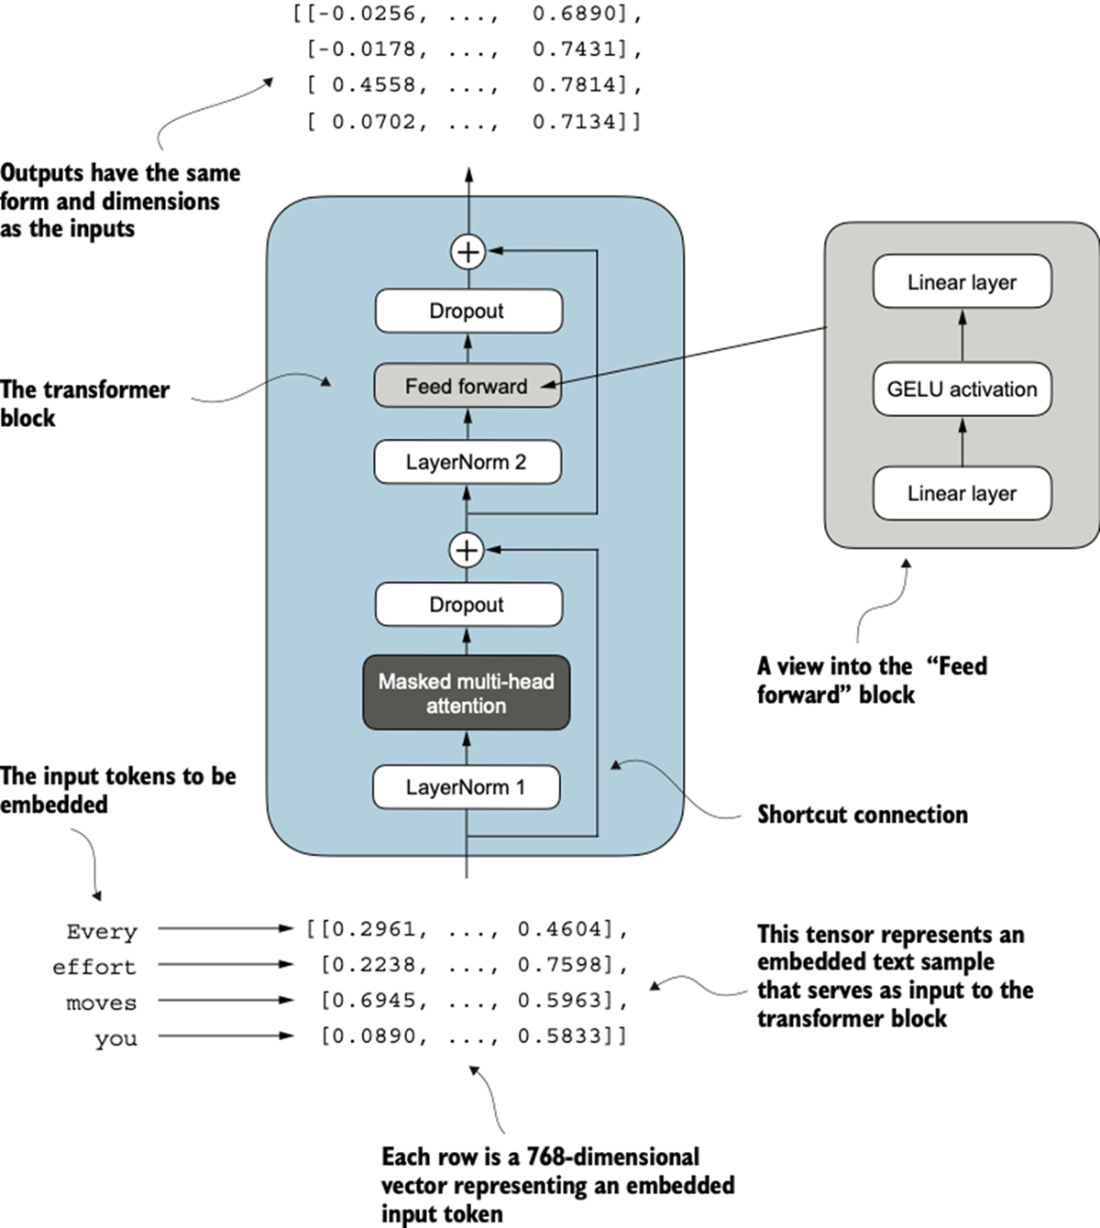 [[-0.0256, ..., 0.6890],
[-0.0178, ..., 0.7431],
[ 0.4558, ..., 0.7814],
[ 0.0702, ..., 0.7134]]
Outputs have the same
form and dimensions
as the inputs
Linear layer
Dropout
The transformer
block
Feed forward
GELU activation
LayerNorm 2
Linear layer
Dropout
A view into the “Feed
forward” block
Masked multi-head
attention
The input tokens to be
embedded
LayerNorm 1
Shortcut connection
Every
[[0.2961, ..., 0.4604],
effort
[0.2238, ..., 0.7598],
moves
[0.6945, ..., 0.5963],
you
[0.0890, ..., 0.5833]]
This tensor represents an
embedded text sample
that serves as input to the
transformer block
Each row is a 768-dimensional
vector representing an embedded
input token